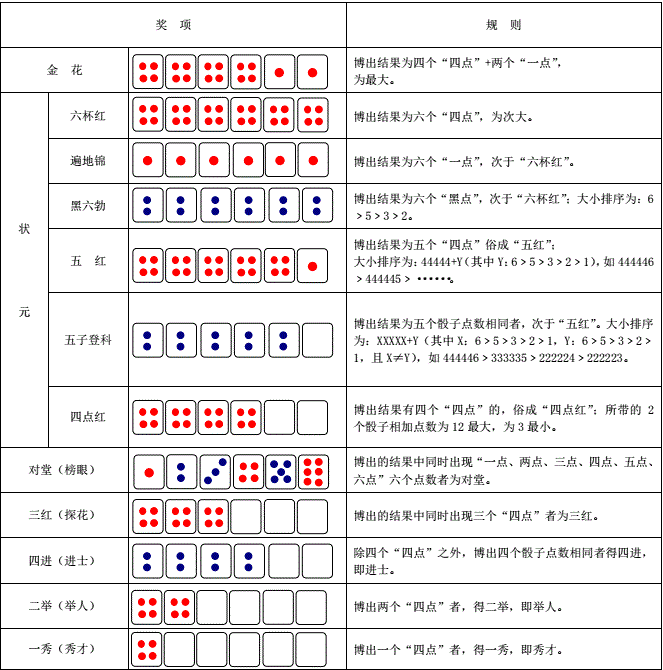 奖 项
规 则
金 花
博出结果为四个“四点”+两个“一点”，
为最大。
状
元
六杯红
博出结果为六个“四点”，为次大。
遍地锦
博出结果为六个“一点”，次于“六杯红”。
黑六勃
博出结果为六个“黑点”，次于“六杯红”；大小排序为：6
>5>3>2。
五 红
博出结果为五个“四点”俗成“五红”；
大小排序为：44444+Y（其中Y:6>5>3>2>1），如 444446
>444445> ······。
五子登科
博出结果为五个骰子点数相同者，次于“五红”。大小排序
为：XXXXX+Y（其中 X：6>5>3>2>1，Y：6>5>3>2>
1，且 X≠Y），如 444446>333335>222224>222223。
四点红
博出结果有四个“四点”的，俗成“四点红”；所带的 2
个骰子相加点数为 12 最大，为 3 最小。
对堂（榜眼）
博出的结果中同时出现“一点、两点、三点、四点、五点、
六点”六个点数者为对堂。
三红（探花）
博出的结果中同时出现三个“四点”者为三红。
四进（进士）
除四个“四点”之外，博出四个骰子点数相同者得四进，
即进士。
二举（举人）
博出两个“四点”者，得二举，即举人。
一秀（秀才）
博出一个“四点”者，得一秀，即秀才。